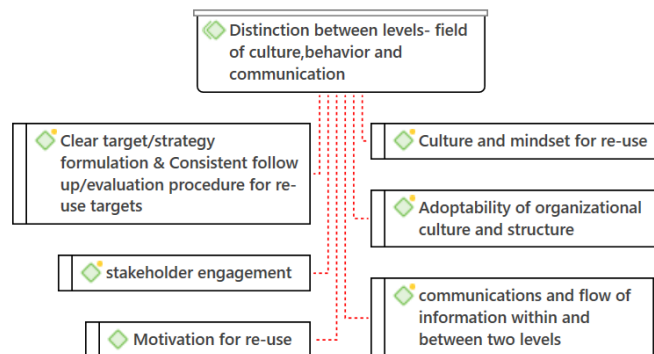 Distinction between levels- field
of culture,behavior and
communication
Clear target/strategy
formulation & Consistent follow
up/evaluation procedure for re-
use targets
Culture and mindset for re-use
Adoptability of organizational
culture and structure
stakeholder engagement
communications and flow of
information within and
between two levels
Motivation for re-use